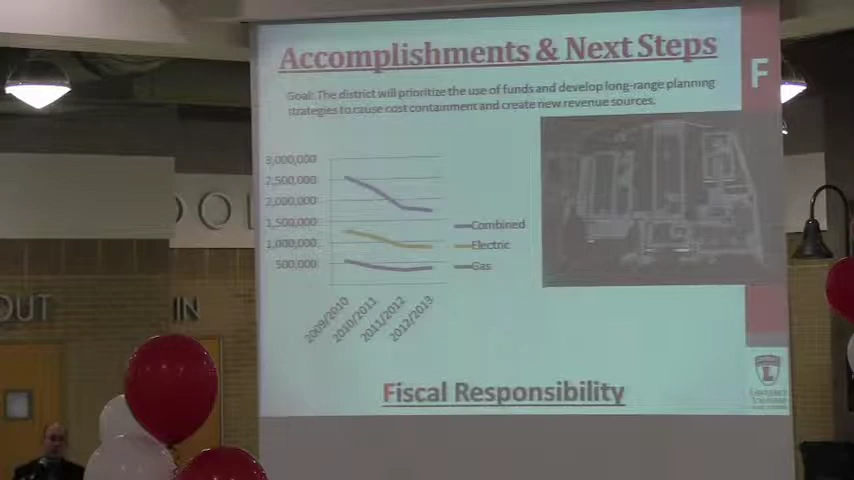 Accomplishments & Next Steps
F
Goal: The district will prioritize the use of funds and develop long-range planning
strategies to cause cost containment and create new revenue sources.
3,000,000
2,500,000
2,000,000
1,500,000
1,000,000
500,000
Combined
Electric
Gas
2009/2010
2010/2011
2011/2012
2012/2013
Fiscal Responsibility
OOL
OUT
IN
L